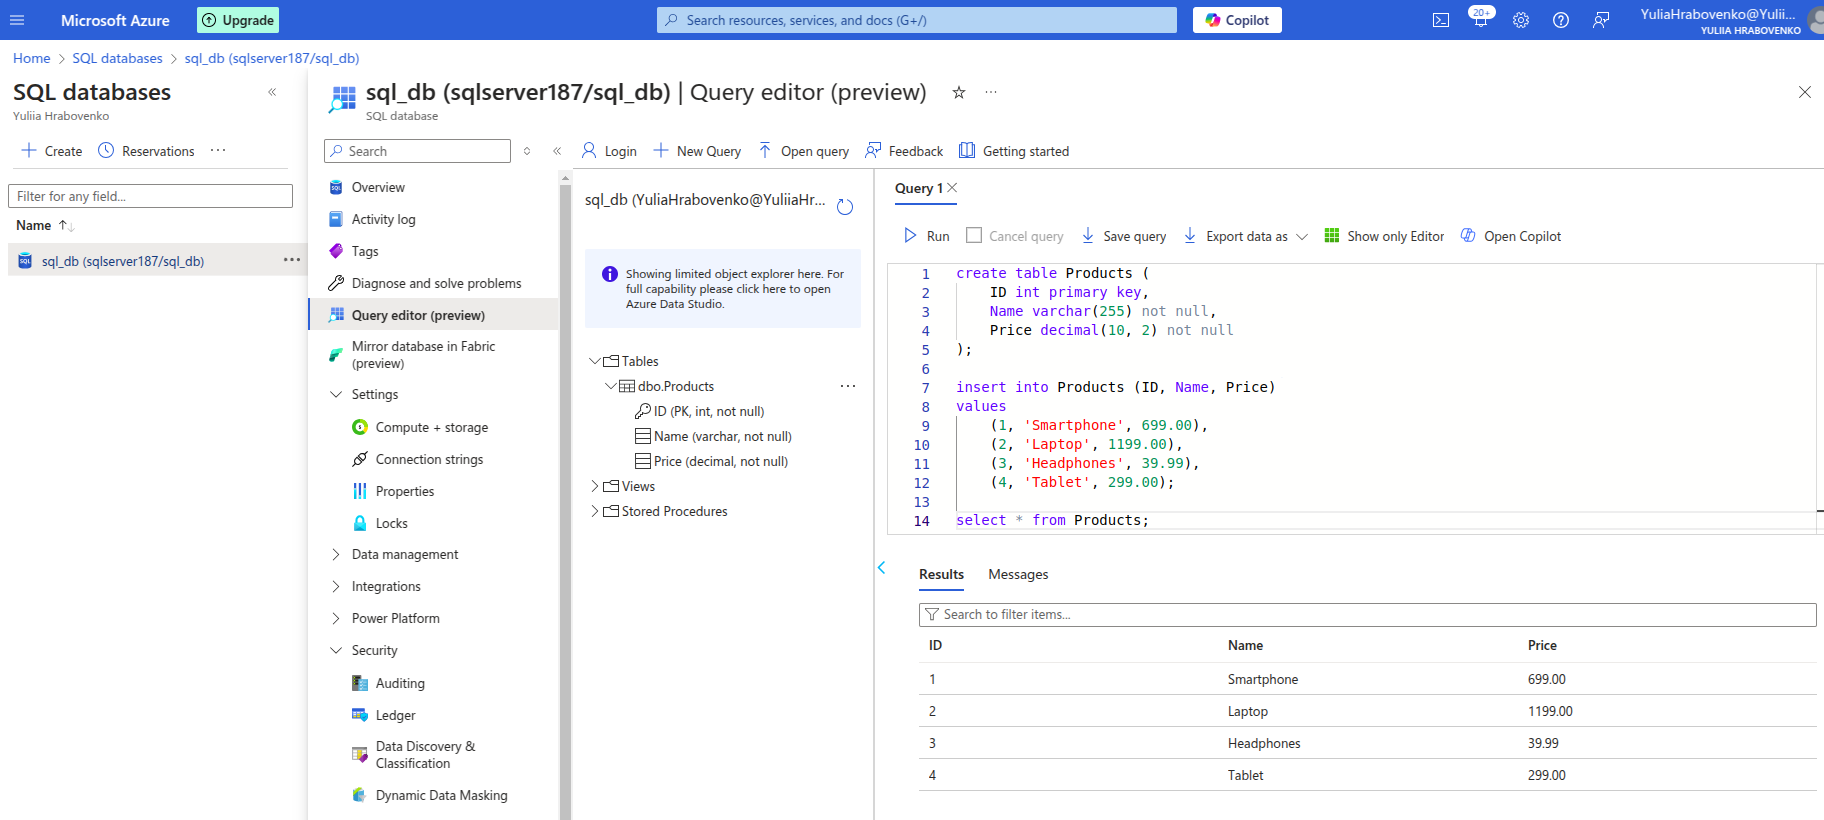 Microsoft Azure
Upgrade
Search resources, services, and docs (G+/)
Copilot
20+
YuliaHrabovenko@Yulii...
YULIIA HRABOVENKO
Home > SQL databases > sql_db (sqlserver187/sql_db)
SQL databases
Yuliia Hrabovenko
Create
Reservations
Filter for any field...
Name
sql_db (sqlserver187/sql_db)
sql_db (sqlserver187/sql_db) | Query editor (preview)
SQL database
Search
Overview
Activity log
Tags
Diagnose and solve problems
Query editor (preview)
Mirror database in Fabric
(preview)
Settings
Compute + storage
Connection strings
Properties
Locks
Data management
Integrations
Power Platform
Security
Auditing
Ledger
Data Discovery &
Classification
Dynamic Data Masking
Login
New Query
Open query
Feedback
Getting started
sql_db (YuliaHrabovenko@YuliiaHr...
Showing limited object explorer here. For
full capability please click here to open
Azure Data Studio.
Tables
dbo.Products
ID (PK, int, not null)
Name (varchar, not null)
Price (decimal, not null)
Views
Stored Procedures
Query 1
Run
Cancel query
Save query
Export data as
Show only Editor
Open Copilot
1 create table Products (
2 ID int primary key,
3 Name varchar(255) not null,
4 Price decimal(10, 2) not null
5 );
6
7 insert into Products (ID, Name, Price)
8 values
9 (1, 'Smartphone', 699.00),
10 (2, 'Laptop', 1199.00),
11 (3, 'Headphones', 39.99),
12 (4, 'Tablet', 299.00);
13
14 select * from Products;
Results
Messages
Search to filter items...
ID Name Price
1 Smartphone 699.00
2 Laptop 1199.00
3 Headphones 39.99
4 Tablet 299.00